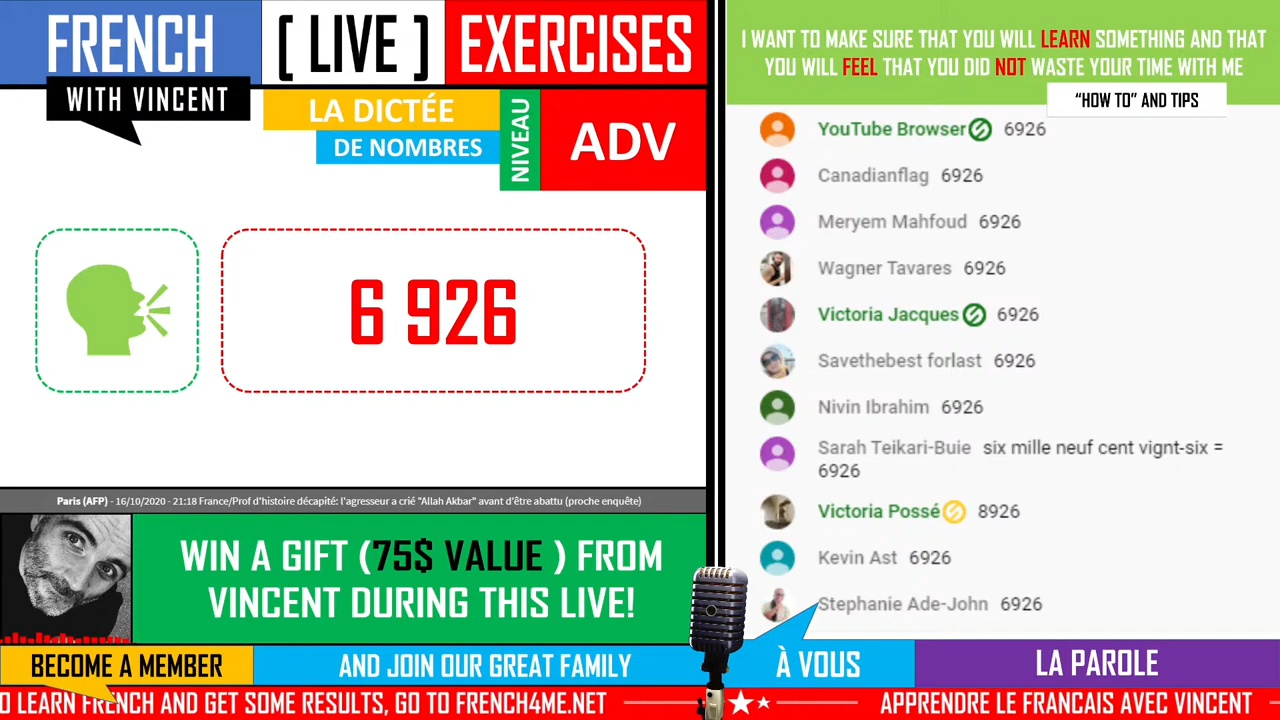 FRENCH
WITH VINCENT
[ LIVE ]
EXERCISES
LA DICTÉE
DE NOMBRES
NIVEAU
ADV
6 926
Paris (AFP) - 16/10/2020 - 21:18 France/Prof d'histoire décapité: l'agresseur a crié "Allah Akbar" avant d'être abattu (proche enquête)
WIN A GIFT (75$ VALUE ) FROM
VINCENT DURING THIS LIVE!
BECOME A MEMBER
AND JOIN OUR GREAT FAMILY
I WANT TO MAKE SURE THAT YOU WILL LEARN SOMETHING AND THAT
YOU WILL FEEL THAT YOU DID NOT WASTE YOUR TIME WITH ME
“HOW TO” AND TIPS
YouTube Browser 6926
Canadianflag 6926
Meryem Mahfoud 6926
Wagner Tavares 6926
Victoria Jacques 6926
Savethebest forlast 6926
Nivin Ibrahim 6926
Sarah Teikari-Buie six mille neuf cent vignt-six =
6926
Victoria Possé 8926
Kevin Ast 6926
Stephanie Ade-John 6926
À VOUS
LA PAROLE
O LEARN FRENCH AND GET SOME RESULTS, GO TO FRENCH4ME.NET
APPRENDRE LE FRANCAIS AVEC VINCENT